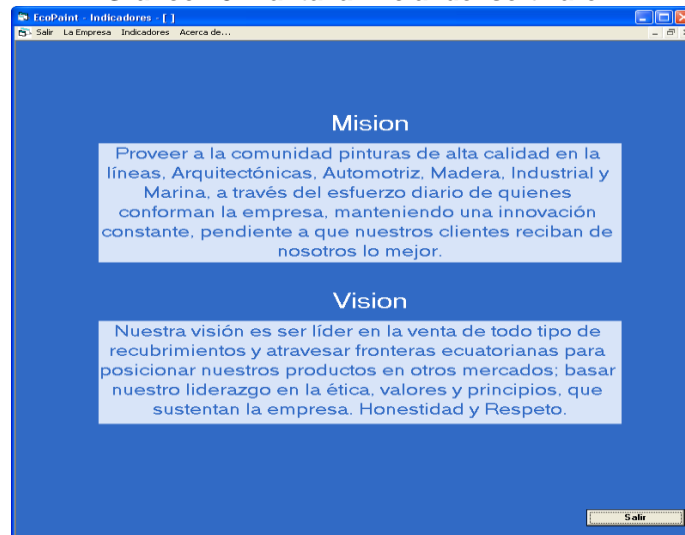 EcoPaint - Indicadores - [ ]
Salir La Empresa Indicadores Acerca de...
Mision
Proveer a la comunidad pinturas de alta calidad en la
líneas, Arquitectónicas, Automotriz, Madera, Industrial y
Marina, a través del esfuerzo diario de quienes
conforman la empresa, manteniendo una innovación
constante, pendiente a que nuestros clientes reciban de
nosotros lo mejor.
Vision
Nuestra visión es ser líder en la venta de todo tipo de
recubrimientos y atravesar fronteras ecuatorianas para
posicionar nuestros productos en otros mercados; basar
nuestro liderazgo en la ética, valores y principios, que
sustentan la empresa. Honestidad y Respeto.
Salir